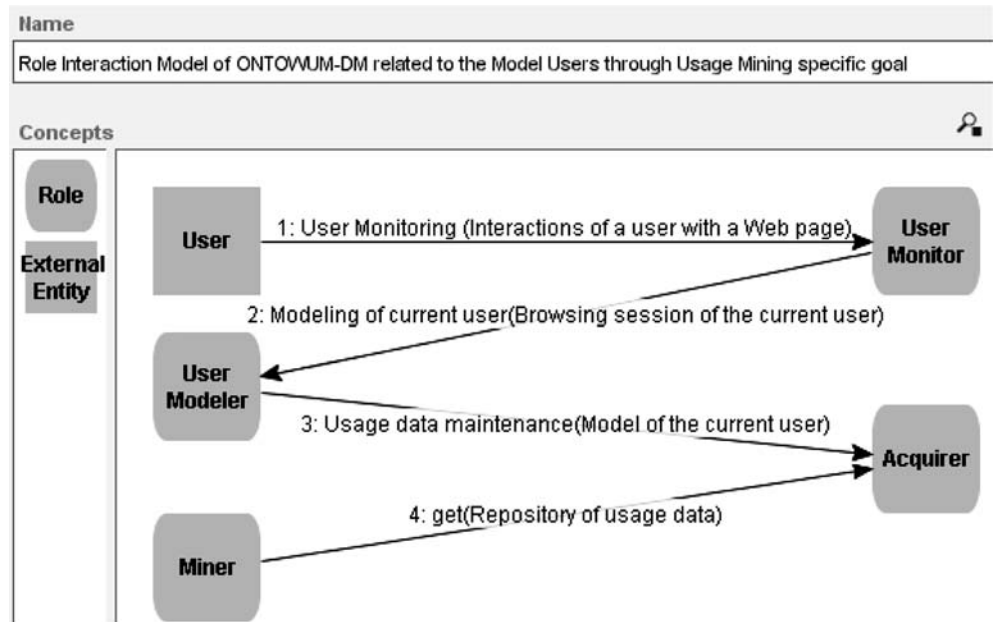 Name
Role Interaction Model of ONTOWUM-DM related to the Model Users through Usage Mining specific goal
Concepts
Role
External
Entity
User
1: User Monitoring (Interactions of a user with a Web page)
User
Monitor
2: Modeling of current user(Browsing session of the current user)
User
Modeler
3: Usage data maintenance(Model of the current user)
Acquirer
4: get(Repository of usage data)
Miner